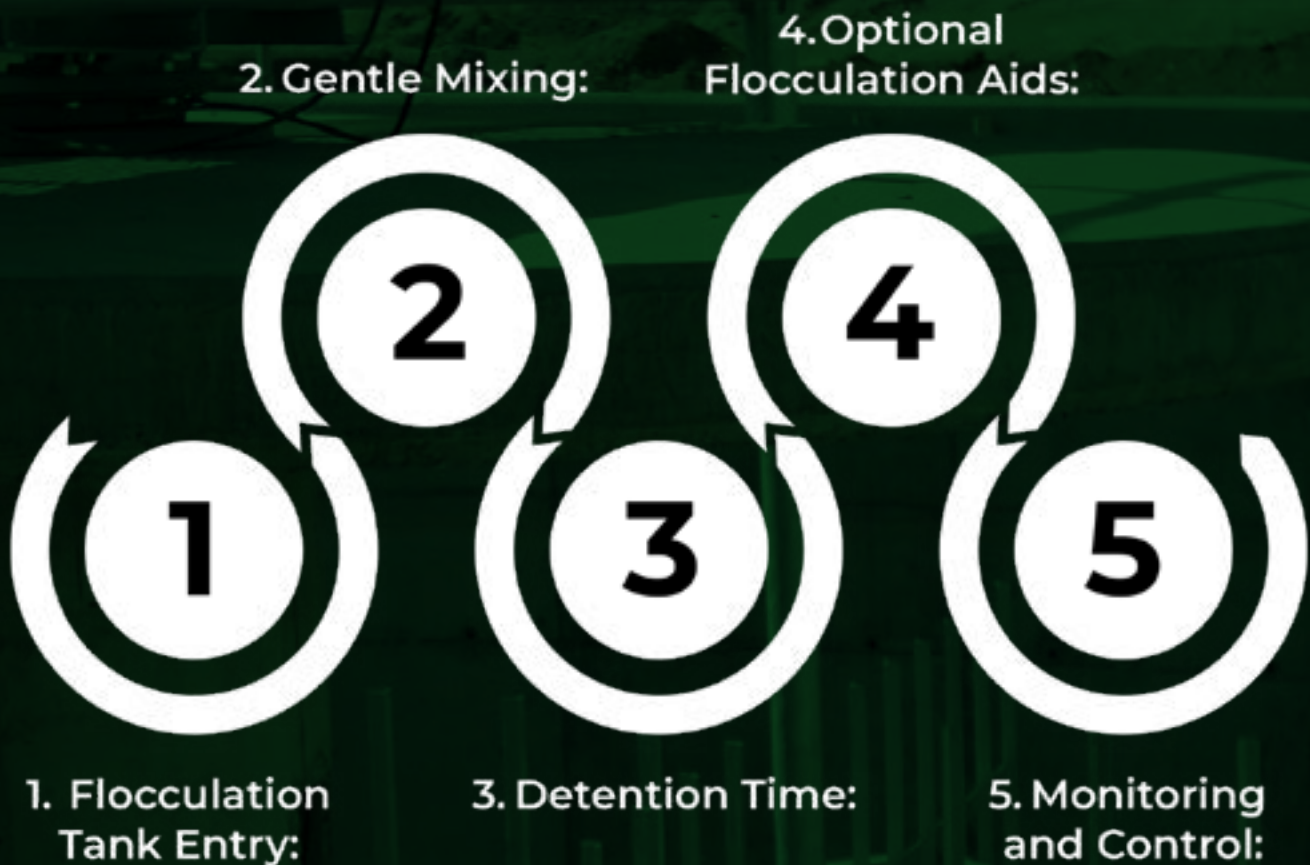 4.Optional
Flocculation Aids:
2. Gentle Mixing:
2
4
1
3
5
1. Flocculation
Tank Entry:
3. Detention Time:
5. Monitoring
and Control: